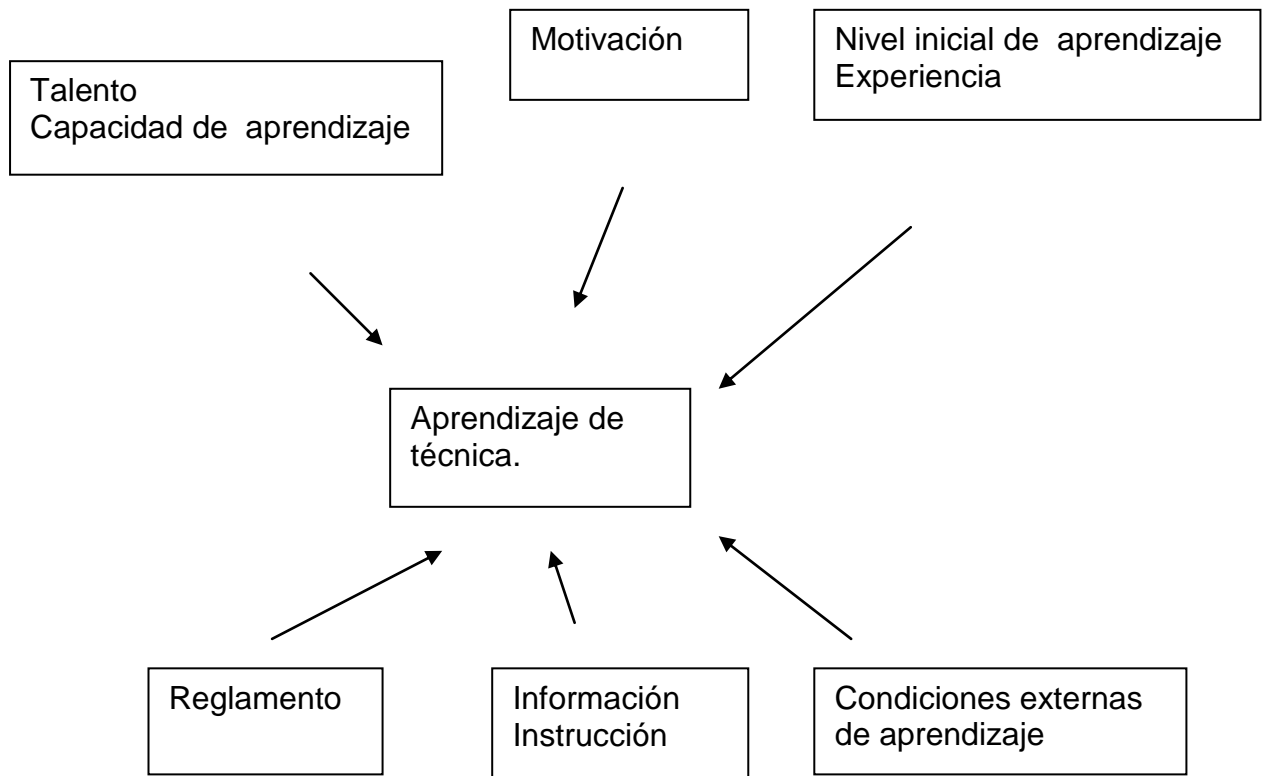 Motivación
Nivel inicial de aprendizaje
Experiencia
Talento
Capacidad de aprendizaje
Aprendizaje de
técnica.
Reglamento
Información
Instrucción
Condiciones externas
de aprendizaje